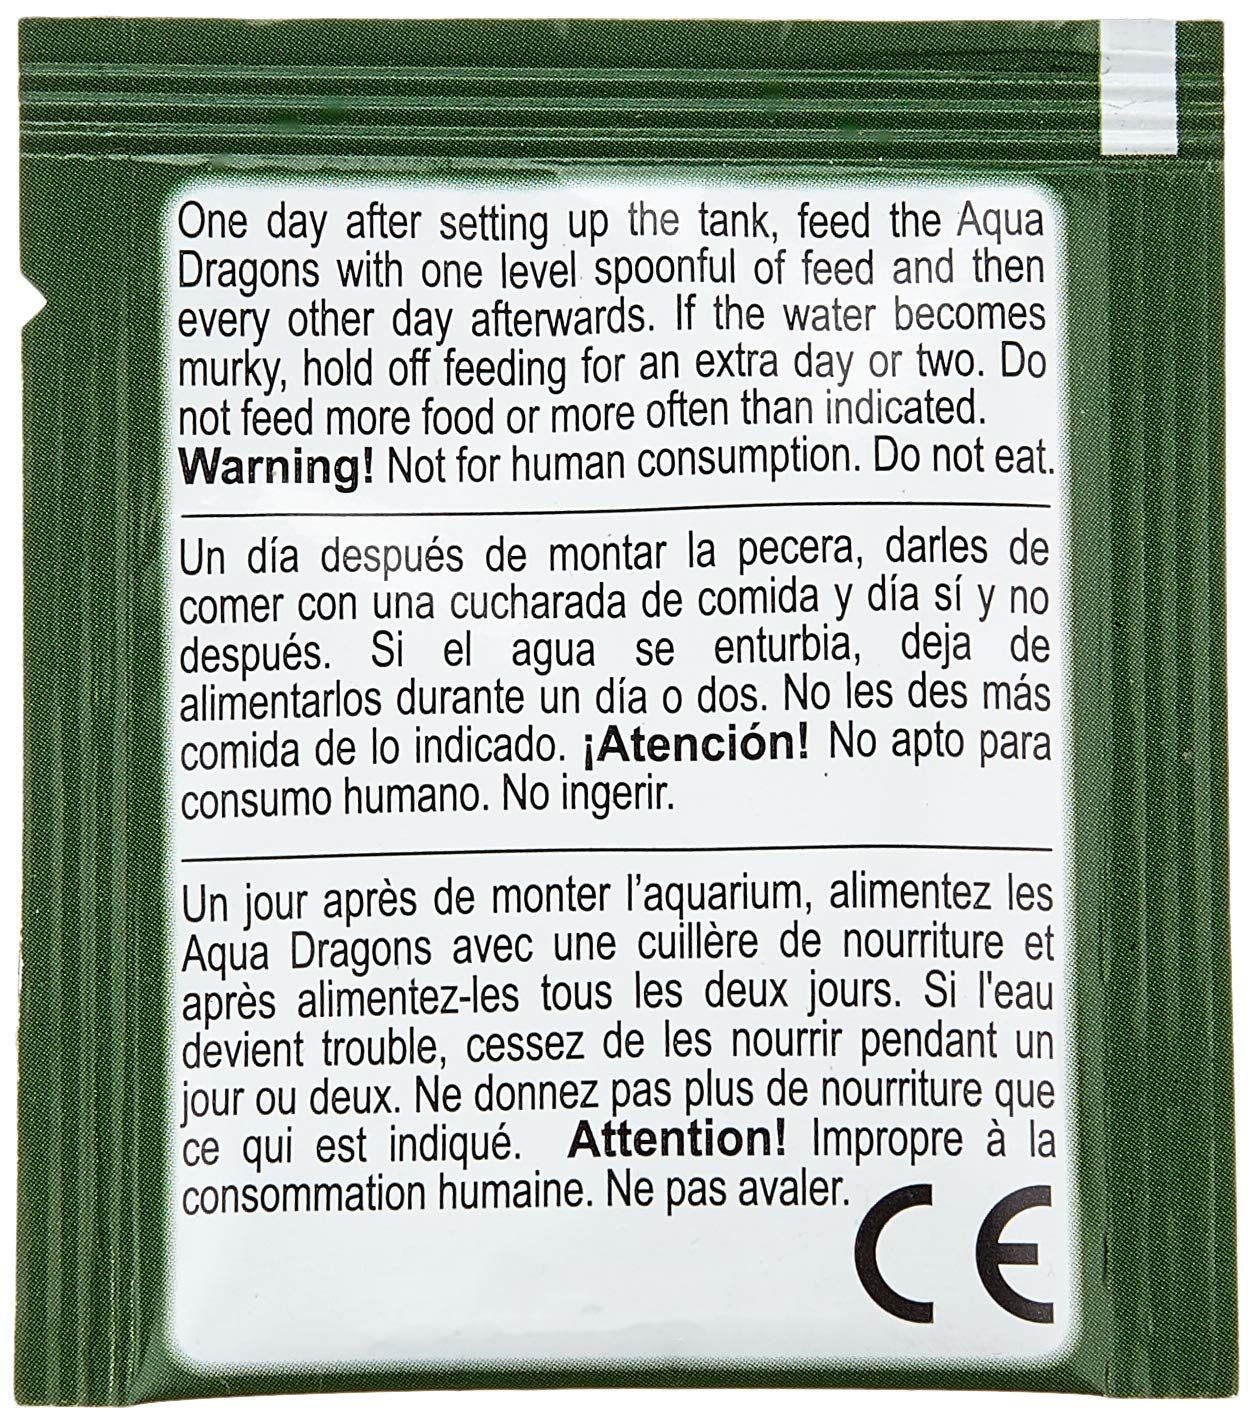 One day after setting up the tank, feed the Aqua
Dragons with one level spoonful of feed and then
every other day afterwards. If the water becomes
murky, hold off feeding for an extra day or two. Do
not feed more food or more often than indicated.
Warning! Not for human consumption. Do not eat.
Un día después de montar la pecera, darles de
comer con una cucharada de comida y día sí y no
después. Si el agua se enturbia, deja de
alimentarlos durante un día o dos. No les des más
comida de lo indicado. ¡Atención! No apto para
consumo humano. No ingerir.
Un jour après de monter l'aquarium, alimentez les
Aqua Dragons avec une cuillère de nourriture et
après alimentez-les tous les deux jours. Si l'eau
devient trouble, cessez de les nourrir pendant un
jour ou deux. Ne donnez pas plus de nourriture que
ce qui est indiqué. Attention! Impropre à la
consommation humaine. Ne pas avaler.
CE